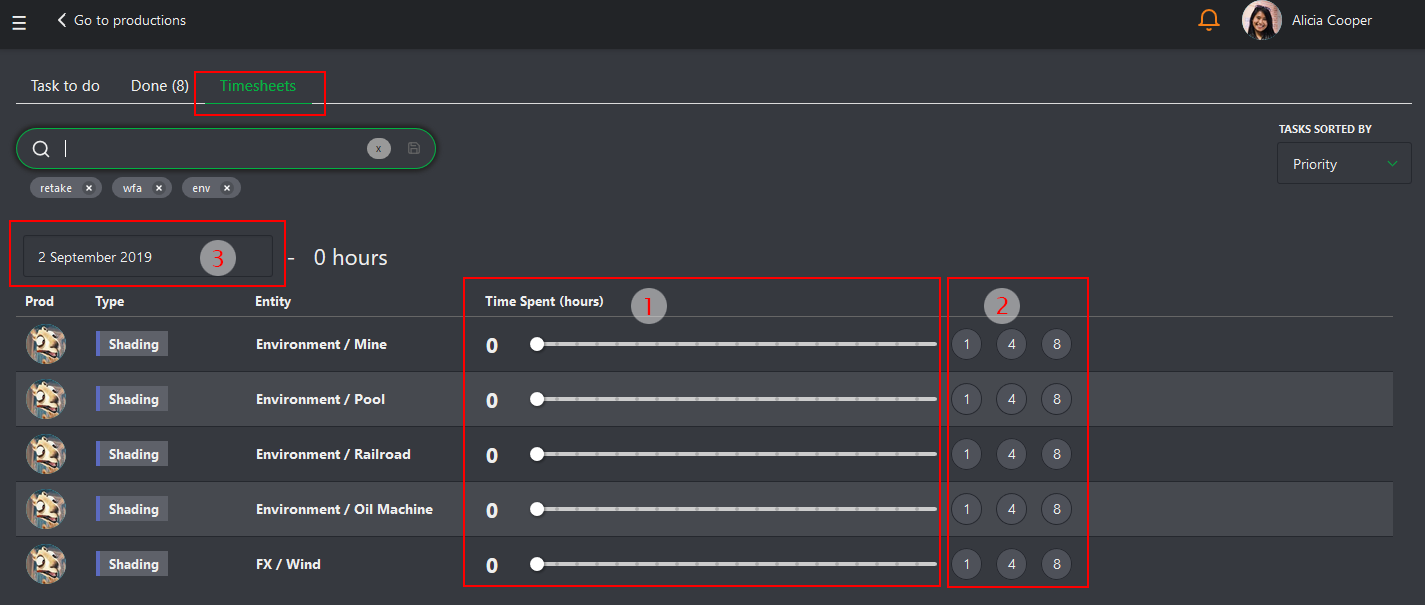 Go to productions
Alicia Cooper
Task to do Done (8) Timesheets
TASKS SORTED BY
x
Priority
retake x wfa x env x
2 September 2019 3 - 0 hours
Prod Type Entity Time Spent (hours) 1 2
Shading Environment / Mine 0 1 4 8
Shading Environment / Pool 0 1 4 8
Shading Environment / Railroad 0 1 4 8
Shading Environment / Oil Machine 0 1 4 8
Shading FX / Wind 0 1 4 8